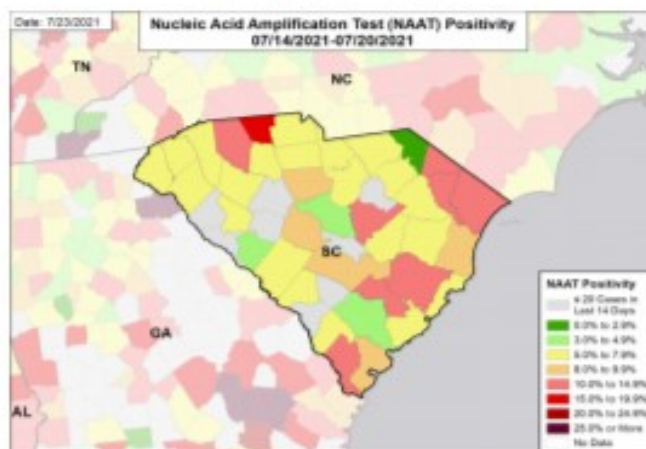 Date: 7/23/2021
Nucleic Acid Amplification Test (NAAT) Positivity
07/14/2021-07/20/2021
TN
NC
SC
GA
AL
NAAT Positivity
≤ 20 Cases in
Last 14 Days
0.0% to 2.9%
3.0% to 4.9%
5.0% to 7.9%
8.0% to 9.9%
10.0% to 14.9%
15.0% to 19.9%
20.0% to 24.9%
25.0% or More
No Data